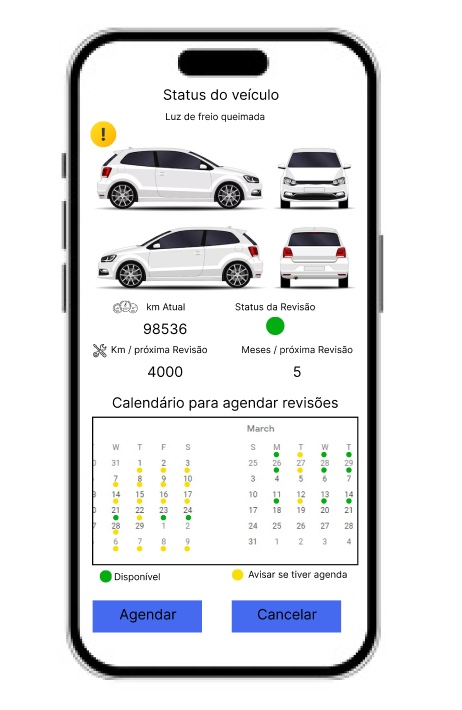 Status do veículo
Luz de freio queimada
!
km Atual
Status da Revisão
98536
Km / próxima Revisão
Meses / próxima Revisão
4000
5
Calendário para agendar revisões
March
W T F S
S M T W T
31 1 2 3
25 26 27 28 29
7 8 9 10
3 4 5 6 7
14 15 16 17
10 11 12 13 14
21 22 23 24
17 18 19 20 21
28 29 1 2
24 25 26 27 28
6 7 8 9
31 1 2 3 4
Disponível
Avisar se tiver agenda
Agendar
Cancelar